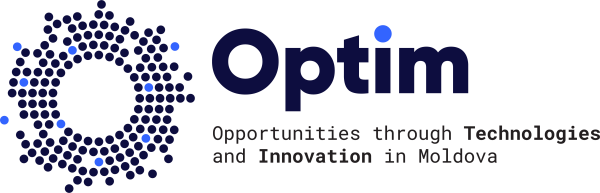 Optim
Opportunities through Technologies
and Innovation in Moldova